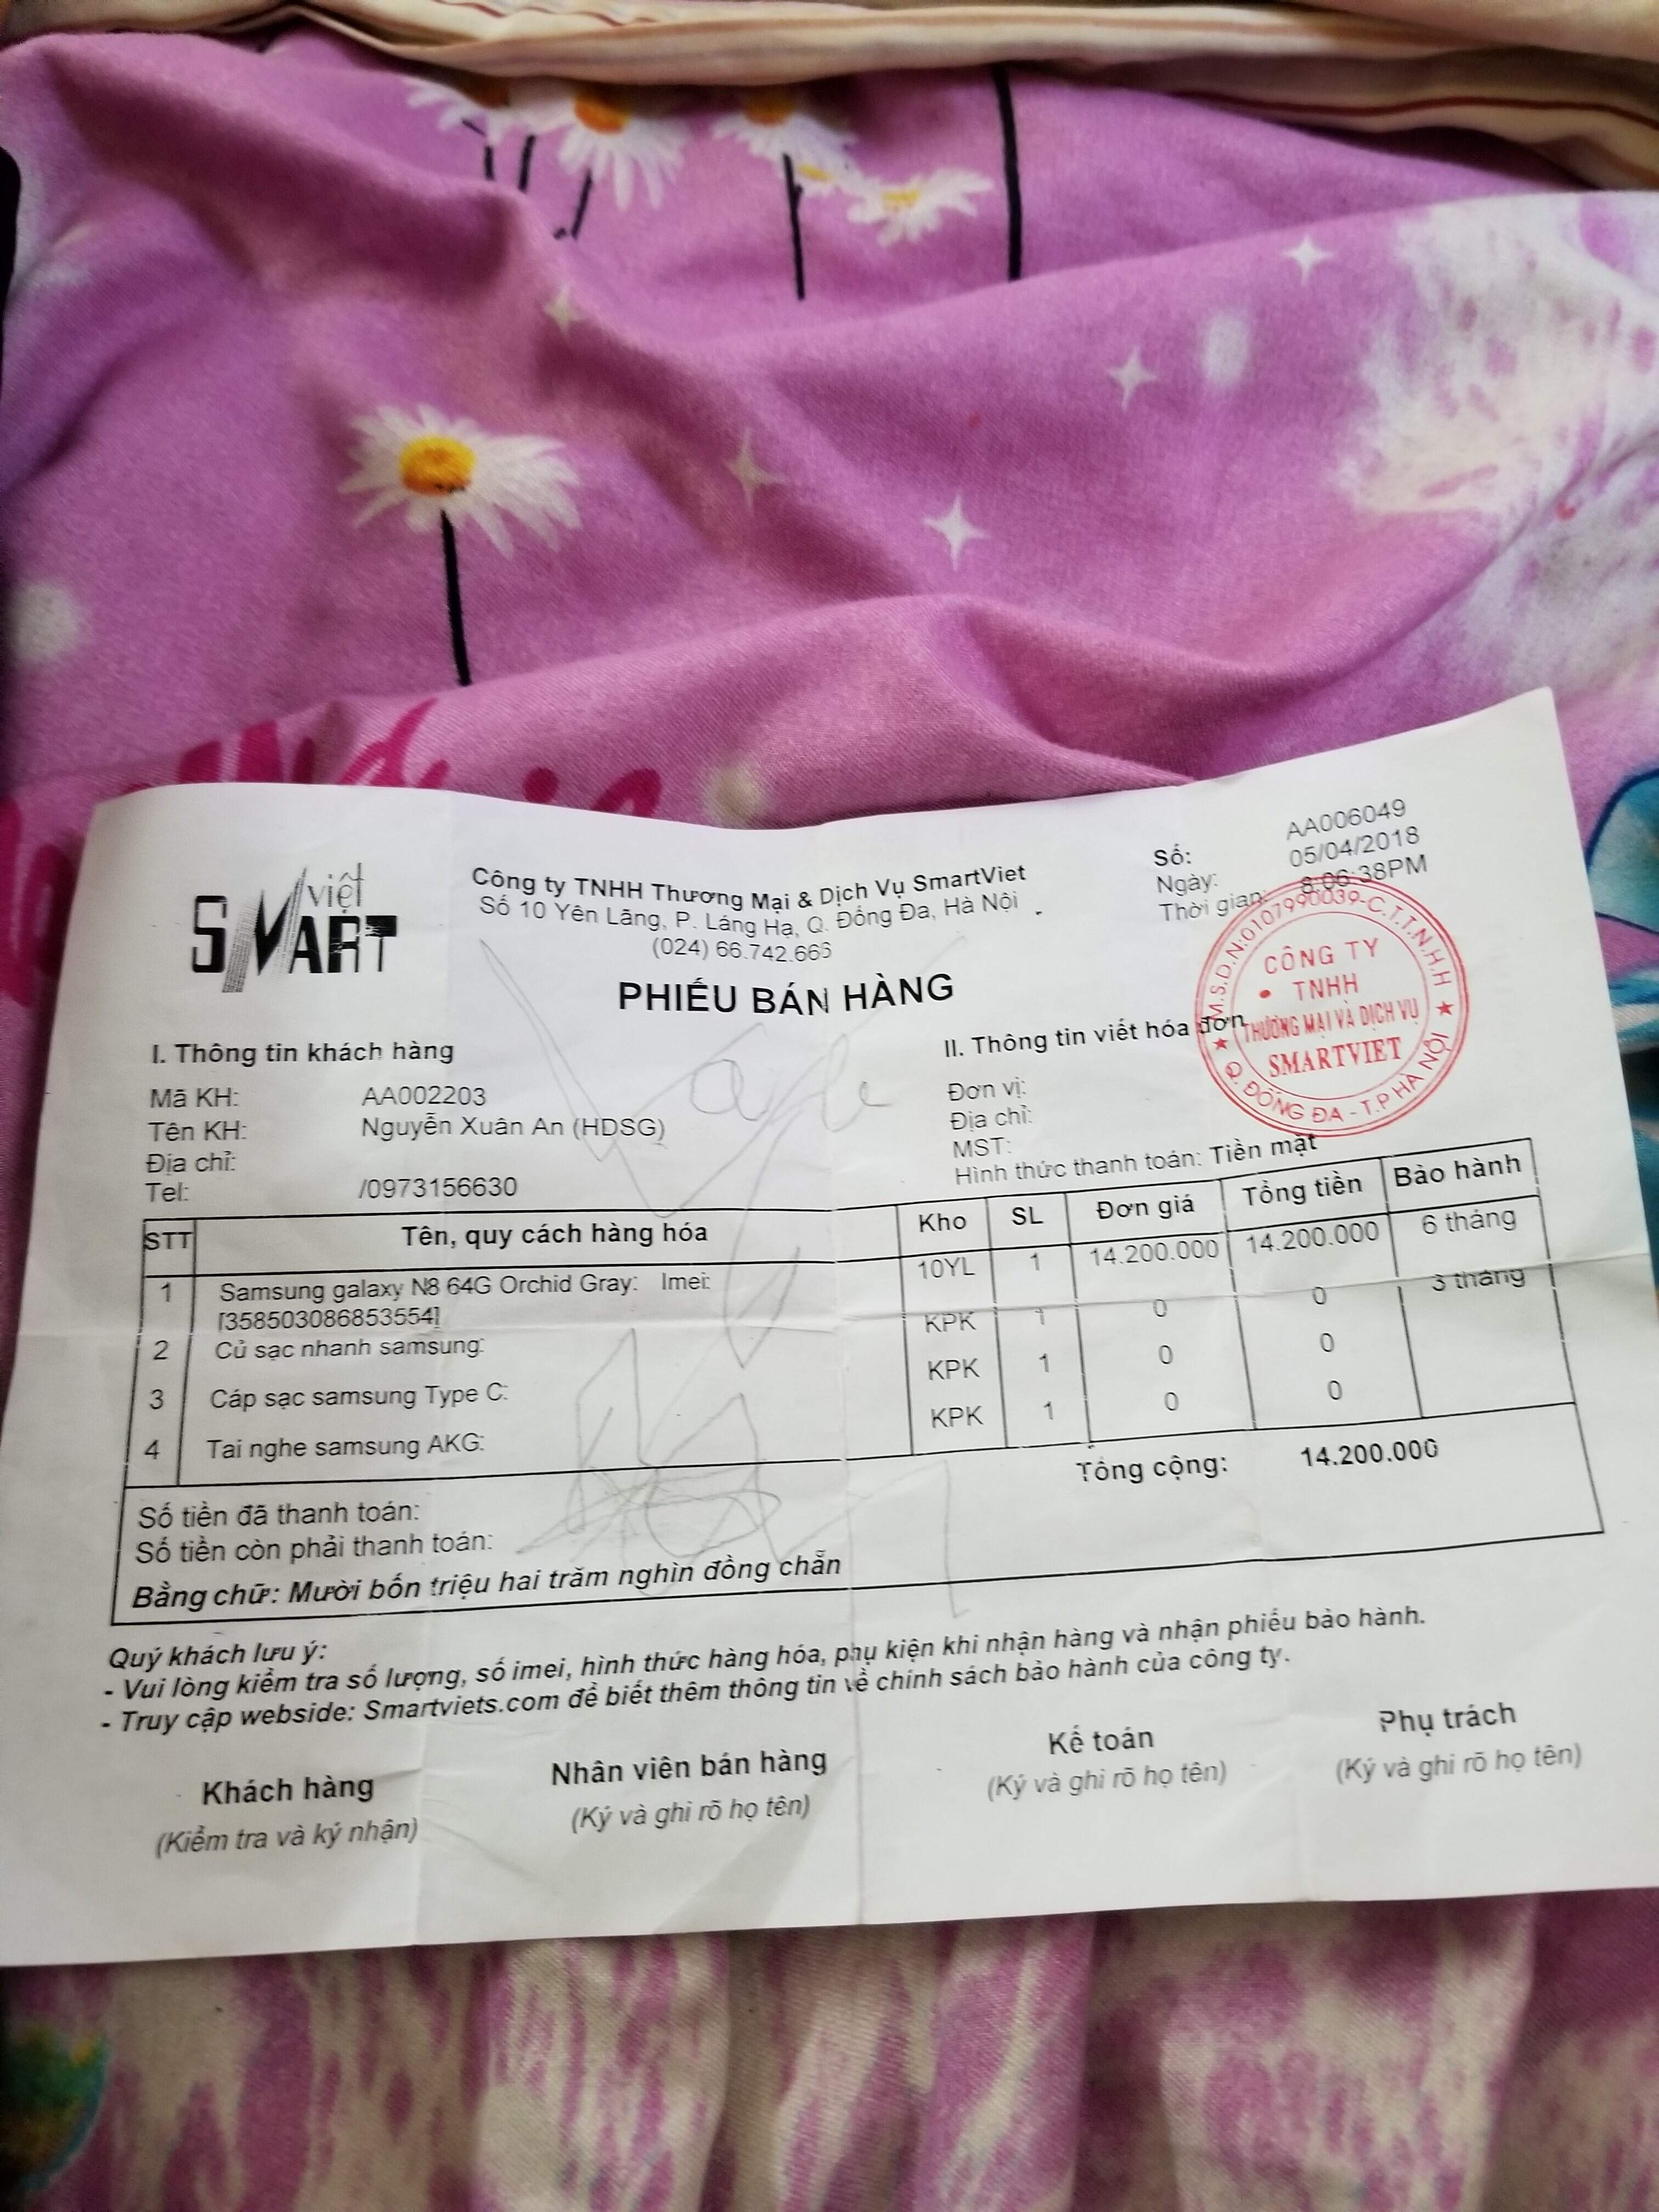 việt
SMART
Công ty TNHH Thương Mại & Dịch Vụ SmartViet
Số 10 Yên Lãng, P. Láng Hạ, Q. Đống Đa, Hà Nội
(024) 66.742.666
Số: AA006049
Ngày: 05/04/2018
Thời gian: 8:06:38PM
PHIẾU BÁN HÀNG
M.S.D.N:0107990039-C.T.T.N.H.H
CÔNG TY
TNHH
THƯƠNG MẠI VÀ DỊCH VỤ
SMARTVIET
Q. ĐỐNG ĐA - T.P HÀ NỘI
I. Thông tin khách hàng
Mã KH: AA002203
Tên KH: Nguyễn Xuân An (HDSG)
Địa chỉ:
Tel: /0973156630
II. Thông tin viết hóa đơn
Đơn vị:
Địa chỉ:
MST:
Hình thức thanh toán: Tiền mặt
STT Tên, quy cách hàng hóa Kho SL Đơn giá Tổng tiền Bảo hành
1 Samsung galaxy N8 64G Orchid Gray: Imei: 10YL 1 14.200.000 14.200.000 6 tháng
[358503086853554]
2 Củ sạc nhanh samsung: KPK 1 0 0 3 tháng
3 Cáp sạc samsung Type C: KPK 1 0 0
4 Tai nghe samsung AKG: KPK 1 0 0
Tổng cộng: 14.200.000
Số tiền đã thanh toán:
Số tiền còn phải thanh toán:
Bằng chữ: Mười bốn triệu hai trăm nghìn đồng chẵn
Quý khách lưu ý:
- Vui lòng kiểm tra số lượng, số imei, hình thức hàng hóa, phụ kiện khi nhận hàng và nhận phiếu bảo hành.
- Truy cập webside: Smartviets.com để biết thêm thông tin về chính sách bảo hành của công ty.
Khách hàng Nhân viên bán hàng Kế toán Phụ trách
(Kiểm tra và ký nhận) (Ký và ghi rõ họ tên) (Ký và ghi rõ họ tên) (Ký và ghi rõ họ tên)